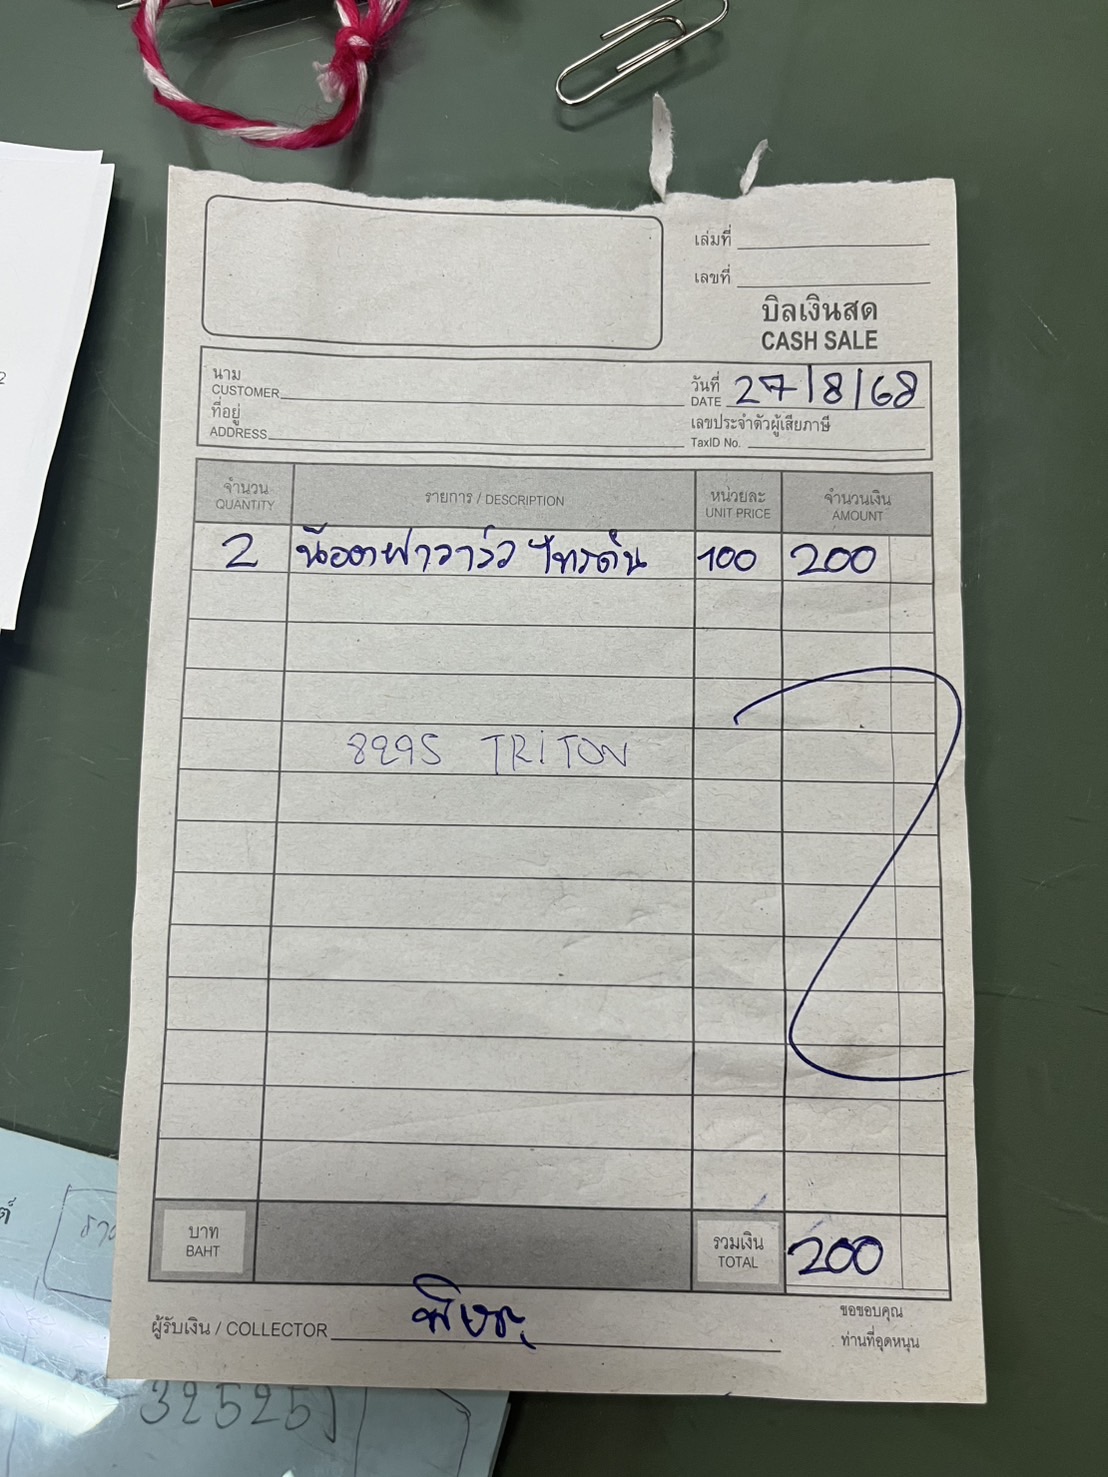 เล่มที่
เลขที่
บิลเงินสด
CASH SALE
นาม
CUSTOMER
วันที่
DATE 27/8/68
ที่อยู่
ADDRESS
เลขประจำตัวผู้เสียภาษี
TaxID No.
จำนวน รายการ / DESCRIPTION หน่วยละ จำนวนเงิน
QUANTITY UNIT PRICE AMOUNT
2 น๊อตฝาวาร์ว ไทรตัน 100 200
8295 TRITON
บาท รวมเงิน
BAHT TOTAL 200
ผู้รับเงิน / COLLECTOR
ขอขอบคุณ
ท่านที่อุดหนุน
32525